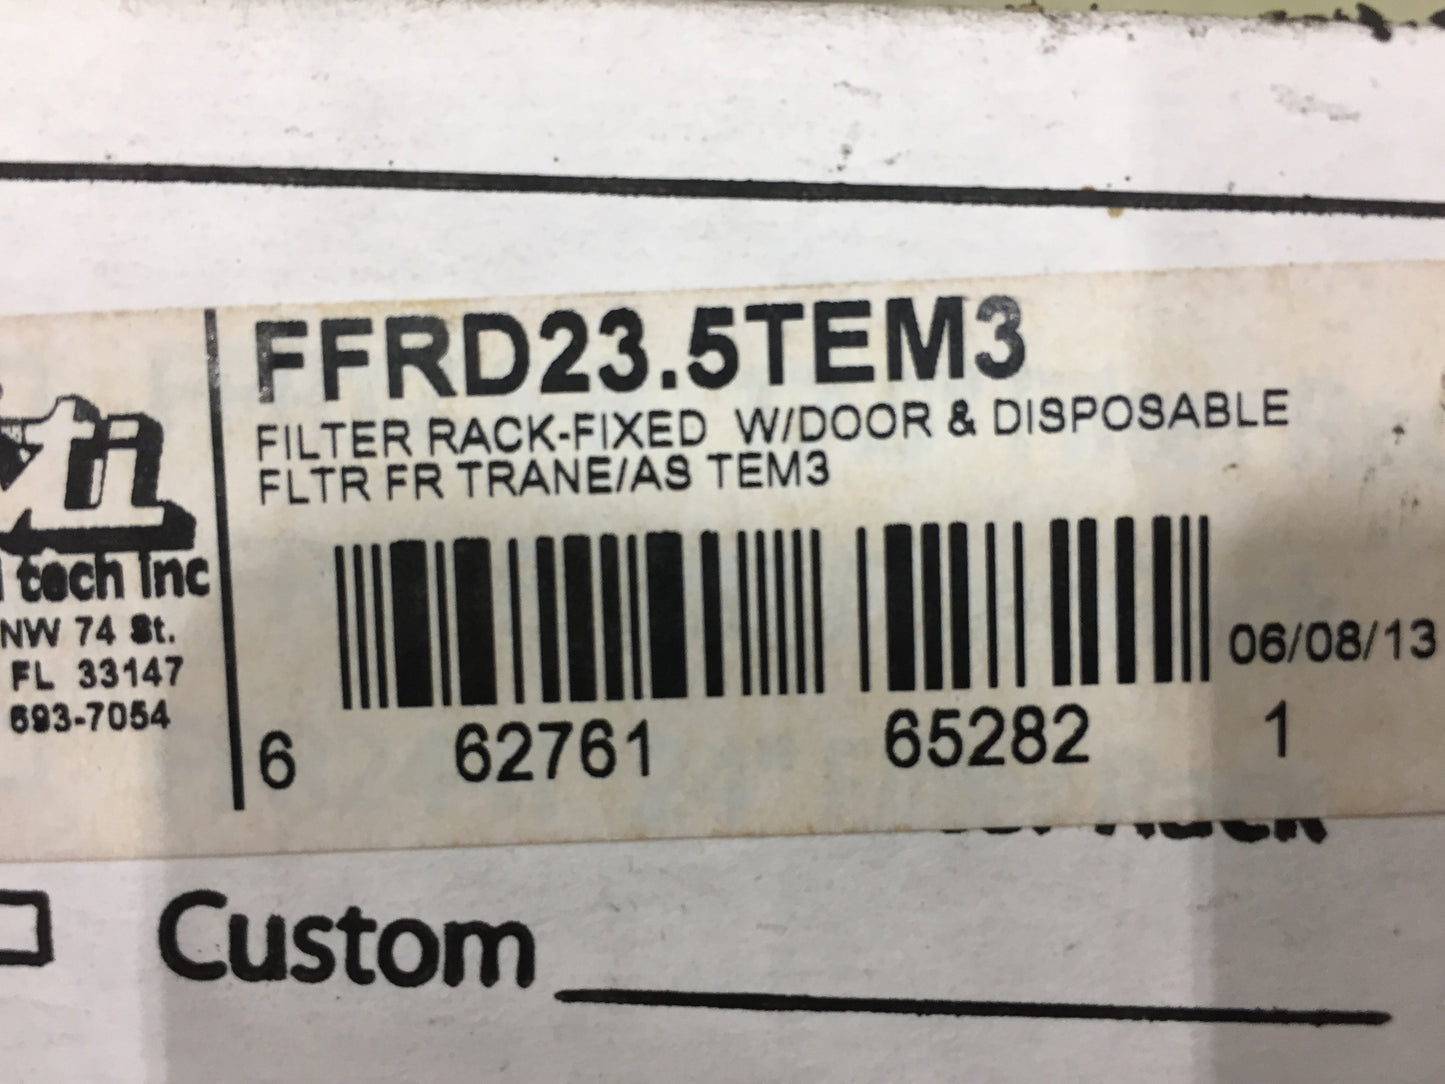 FFRD23.5TEM3
FILTER RACK-FIXED W/DOOR & DISPOSABLE
FLTR FR TRANE/AS TEM3
ti
tech Inc
NW 74 St.
FL 33147
693-7054
06/08/13
6 62761 65282 1
Custom